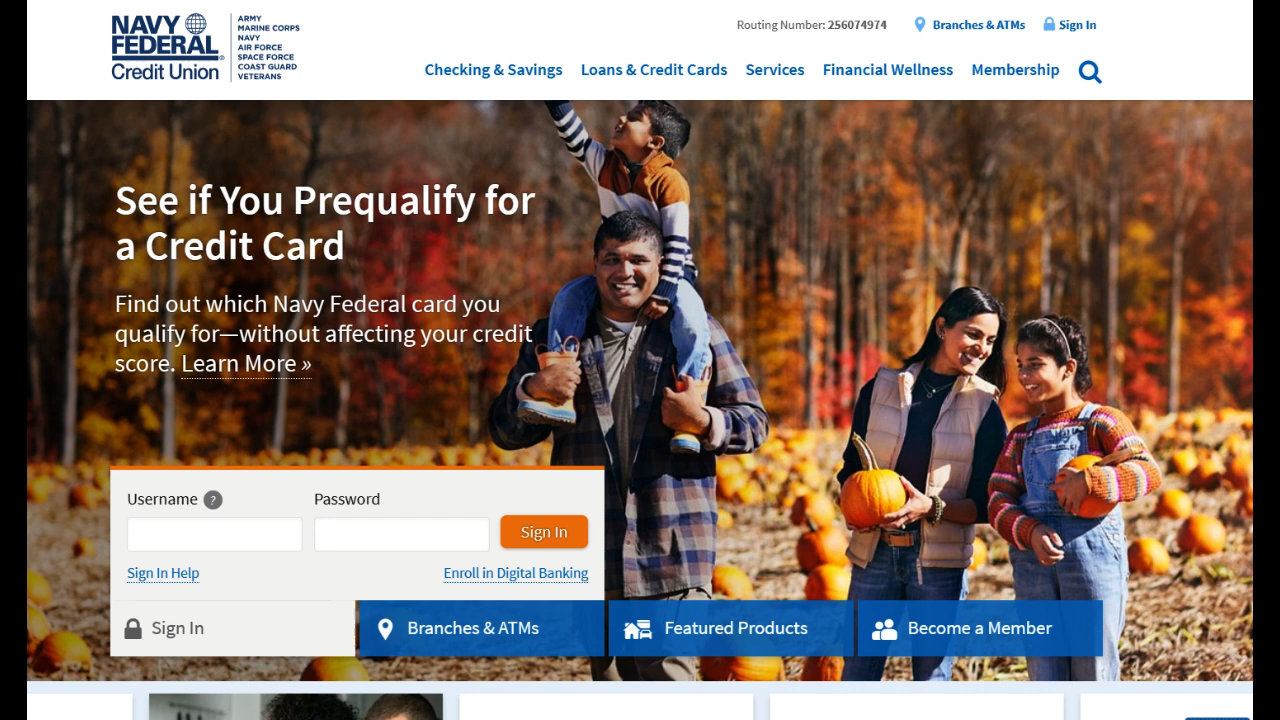 NAVY
FEDERAL
Credit Union
ARMY
MARINE CORPS
NAVY
AIR FORCE
SPACE FORCE
COAST GUARD
VETERANS
Routing Number: 256074974
Branches & ATMs
Sign In
Checking & Savings
Loans & Credit Cards
Services
Financial Wellness
Membership
See if You Prequalify for
a Credit Card
Find out which Navy Federal card you
qualify for—without affecting your credit
score. Learn More »
Username ?
Password
Sign In
Sign In Help
Enroll in Digital Banking
Sign In
Branches & ATMs
Featured Products
Become a Member